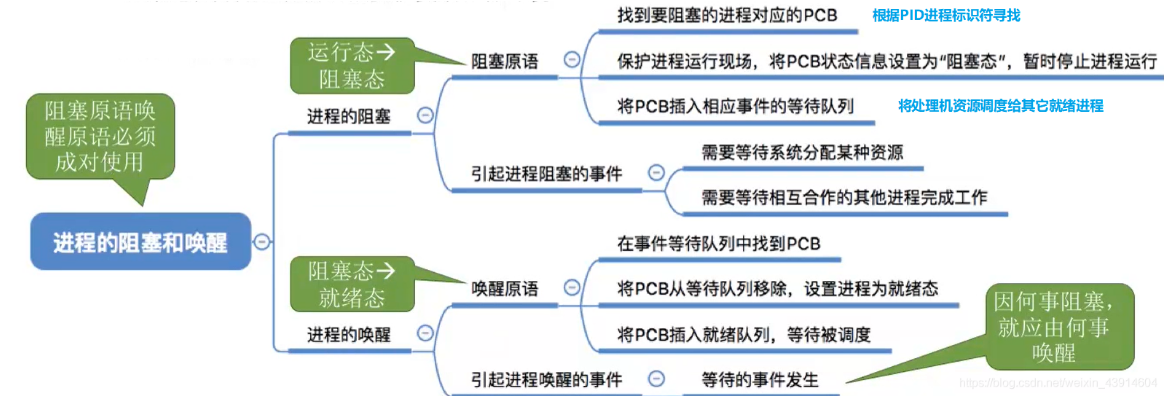 找到要阻塞的进程对应的PCB
根据PID进程标识符寻找
运行态→
阻塞态
阻塞原语
保护进程运行现场，将PCB状态信息设置为“阻塞态”，暂时停止进程运行
进程的阻塞
将PCB插入相应事件的等待队列
将处理机资源调度给其它就绪进程
阻塞原语唤
醒原语必须
成对使用
引起进程阻塞的事件
需要等待系统分配某种资源
需要等待相互合作的其他进程完成工作
进程的阻塞和唤醒
在事件等待队列中找到PCB
阻塞态→
就绪态
唤醒原语
将PCB从等待队列移除，设置进程为就绪态
进程的唤醒
将PCB插入就绪队列，等待被调度
因何事阻塞，
就应由何事
唤醒
引起进程唤醒的事件
等待的事件发生
https://blog.csdn.net/weixin_43914604